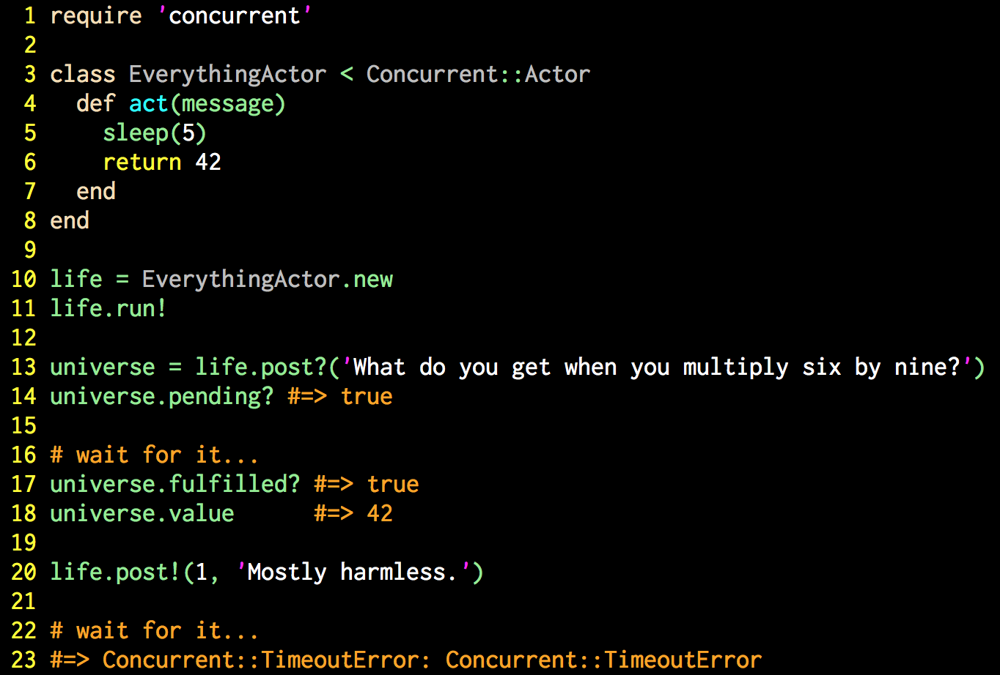 1 require 'concurrent'
2
3 class EverythingActor < Concurrent::Actor
4   def act(message)
5     sleep(5)
6     return 42
7   end
8 end
9
10 life = EverythingActor.new
11 life.run!
12
13 universe = life.post?('What do you get when you multiply six by nine?')
14 universe.pending? #=> true
15
16 # wait for it...
17 universe.fulfilled? #=> true
18 universe.value      #=> 42
19
20 life.post!(1, 'Mostly harmless.')
21
22 # wait for it...
23 #=> Concurrent::TimeoutError: Concurrent::TimeoutError